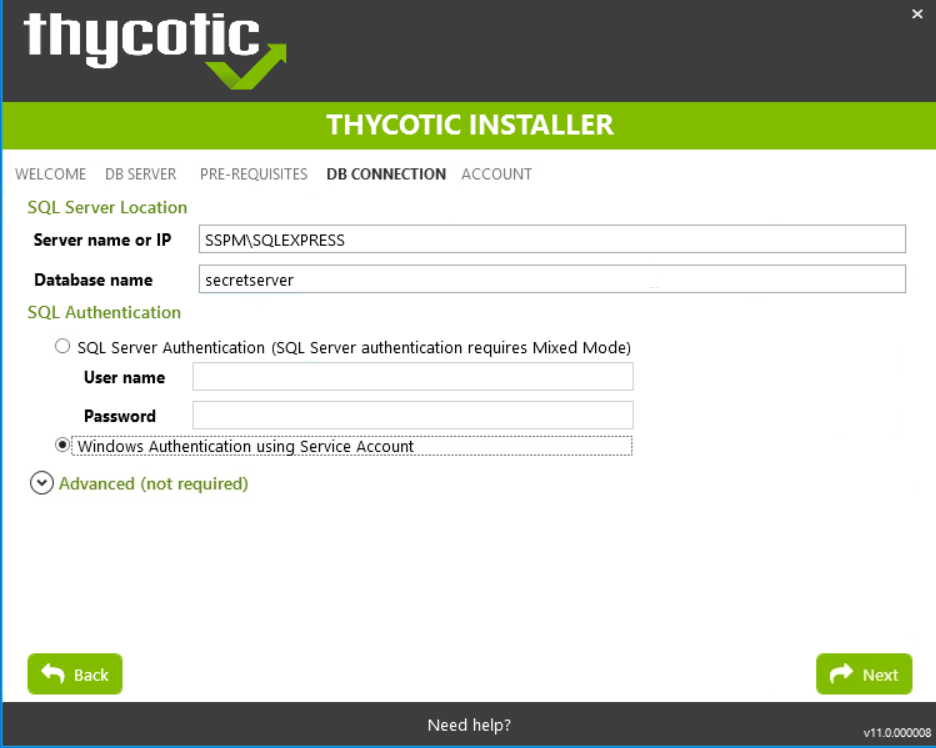 thycotic
THYCOTIC INSTALLER
WELCOME DB SERVER PRE-REQUISITES DB CONNECTION ACCOUNT
SQL Server Location
Server name or IP SSPM\SQLEXPRESS
Database name secretserver
SQL Authentication
SQL Server Authentication (SQL Server authentication requires Mixed Mode)
User name
Password
Windows Authentication using Service Account
Advanced (not required)
Back Next
Need help?
v11.0.000008